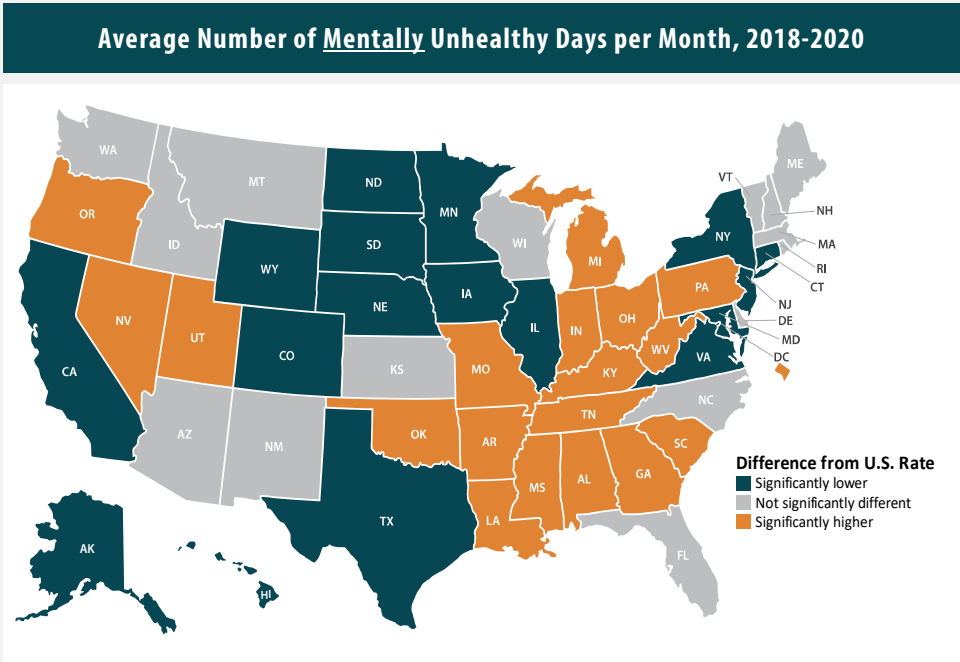 Average Number of Mentally Unhealthy Days per Month, 2018-2020
WA
MT
ND
MN
OR
ID
WY
SD
WI
MI
NY
VT
ME
NH
MA
RI
CT
NJ
DE
MD
DC
NE
IA
IL
IN
OH
PA
NV
UT
CO
KS
MO
KY
WV
VA
CA
AZ
NM
OK
AR
TN
NC
SC
MS
AL
GA
LA
TX
FL
AK
HI
Difference from U.S. Rate
Significantly lower
Not significantly different
Significantly higher